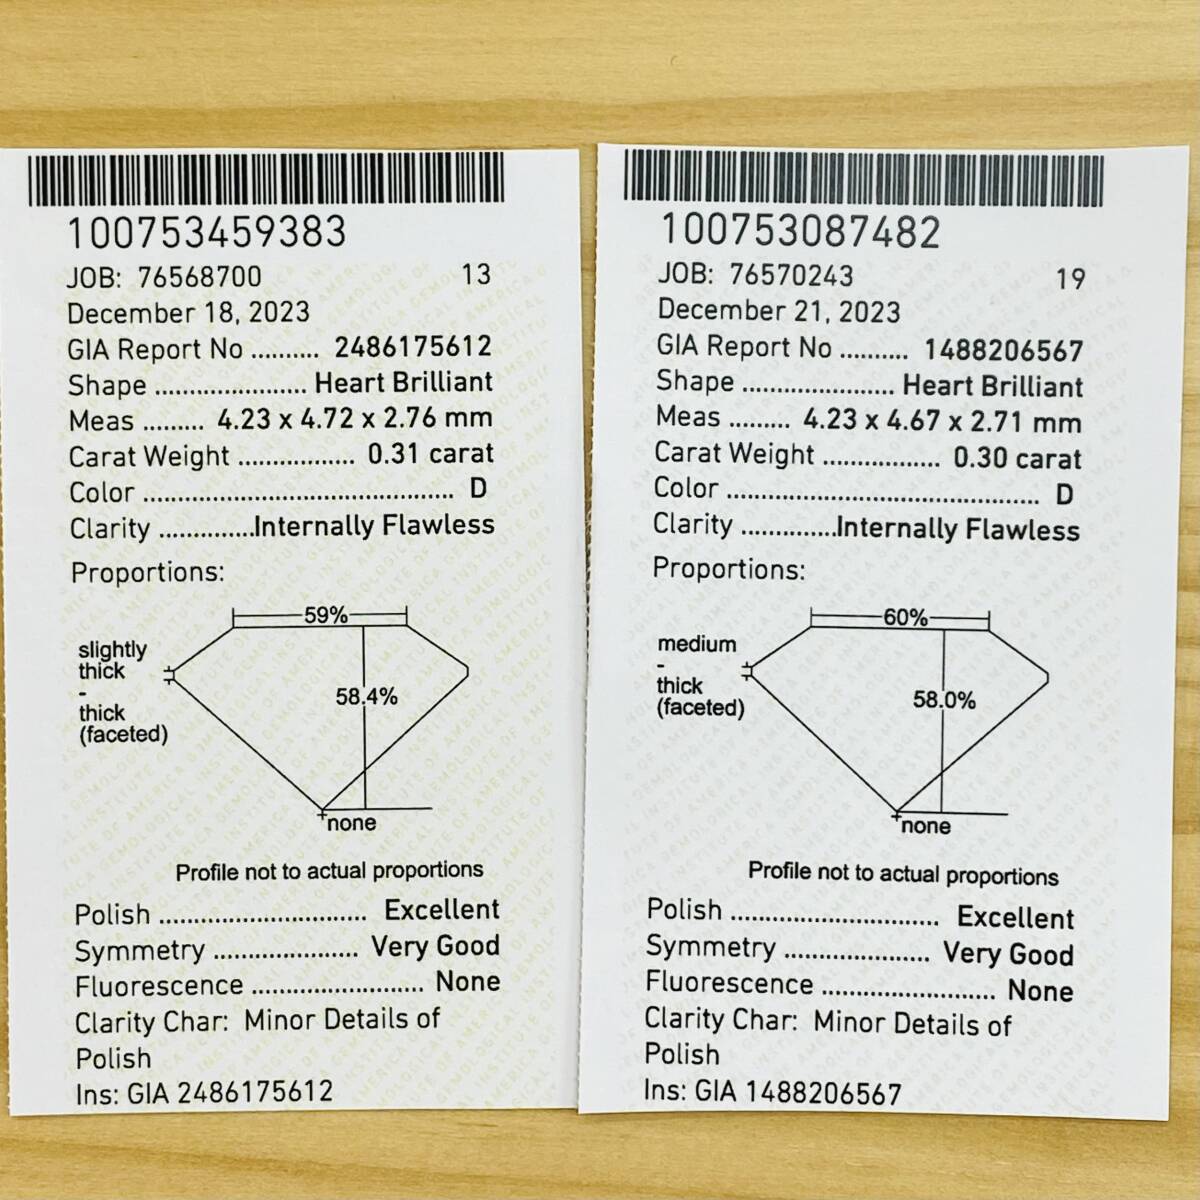 100753459383
JOB: 76568700 13
December 18, 2023
GIA Report No .......... 2486175612
Shape ...................... Heart Brilliant
Meas ......... 4.23 x 4.72 x 2.76 mm
Carat Weight ................. 0.31 carat
Color ............................................. D
Clarity ..............Internally Flawless
Proportions:
59%
slightly
thick
-
thick
(faceted)
58.4%
none
Profile not to actual proportions
Polish .............................. Excellent
Symmetry ..................... Very Good
Fluorescence ......................... None
Clarity Char: Minor Details of
Polish
Ins: GIA 2486175612
100753087482
JOB: 76570243 19
December 21, 2023
GIA Report No .......... 1488206567
Shape ...................... Heart Brilliant
Meas ......... 4.23 x 4.67 x 2.71 mm
Carat Weight ................. 0.30 carat
Color ............................................. D
Clarity ..............Internally Flawless
Proportions:
60%
medium
-
thick
(faceted)
58.0%
none
Profile not to actual proportions
Polish .............................. Excellent
Symmetry ..................... Very Good
Fluorescence ......................... None
Clarity Char: Minor Details of
Polish
Ins: GIA 1488206567